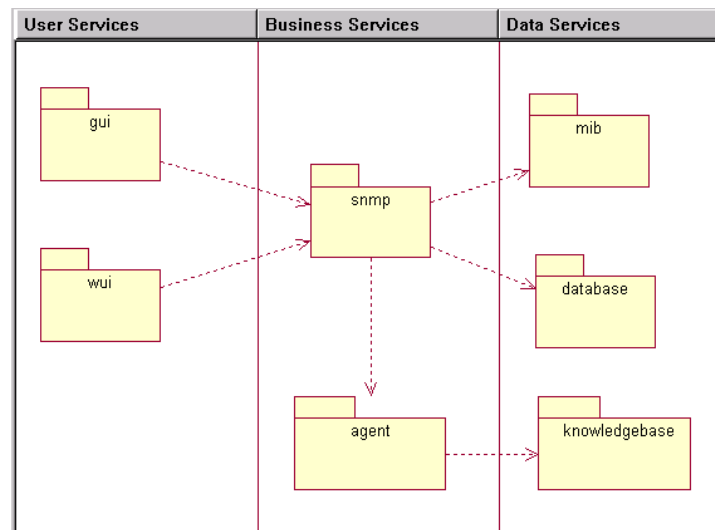 User Services
Business Services
Data Services
gui
mib
snmp
wui
database
agent
knowledgebase